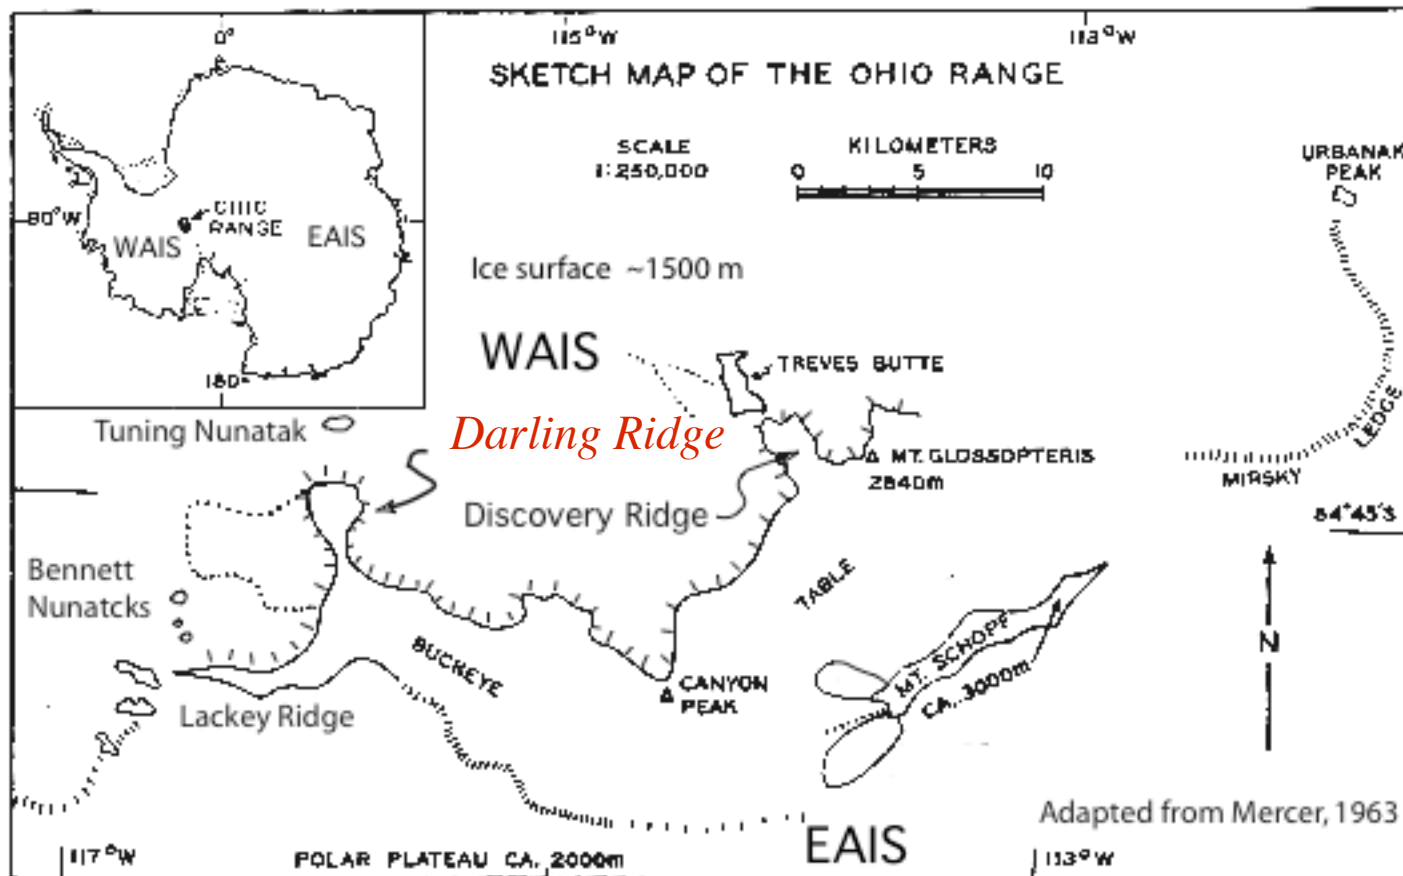 0°
115°W
113°W
SKETCH MAP OF THE OHIO RANGE
SCALE
1:250,000
KILOMETERS
0 5 10
URBANAK
PEAK
80°W
OHIO
RANGE
WAIS
EAIS
180
Ice surface ~1500 m
WAIS
TREVES BUTTE
Tuning Nunatak
Darling Ridge
MT. GLOSSOPTERIS
2840m
LEDGE
MIRSKY
Discovery Ridge
84°45'S
Bennett
Nunatcks
TABLE
BUCKEYE
MT. SCHOPF
CA. 3000m
N
CANYON
PEAK
Lackey Ridge
Adapted from Mercer, 1963
EAIS
117°W
POLAR PLATEAU CA. 2000m
113°W